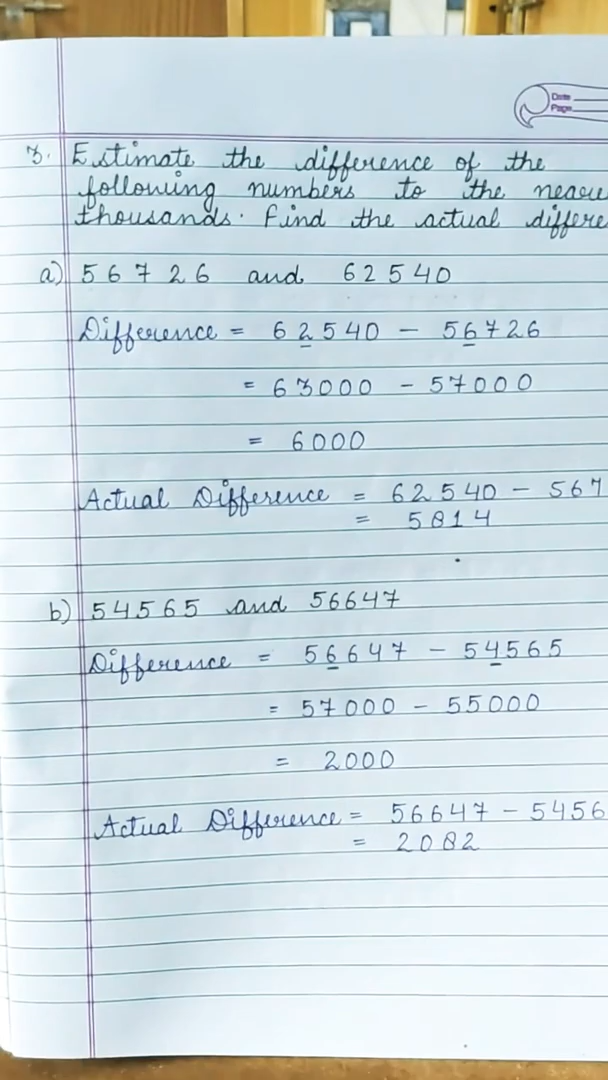 Date
Page
3. Estimate the difference of the
following numbers to the neare
thousands. Find the actual differe
a) 56726 and 62540
Difference = 62540 - 56726
= 63000 - 57000
= 6000
Actual Difference = 62540 - 567
= 5814
b) 54565 and 56647
Difference = 56647 - 54565
= 57000 - 55000
= 2000
Actual Difference = 56647 - 5456
= 2082